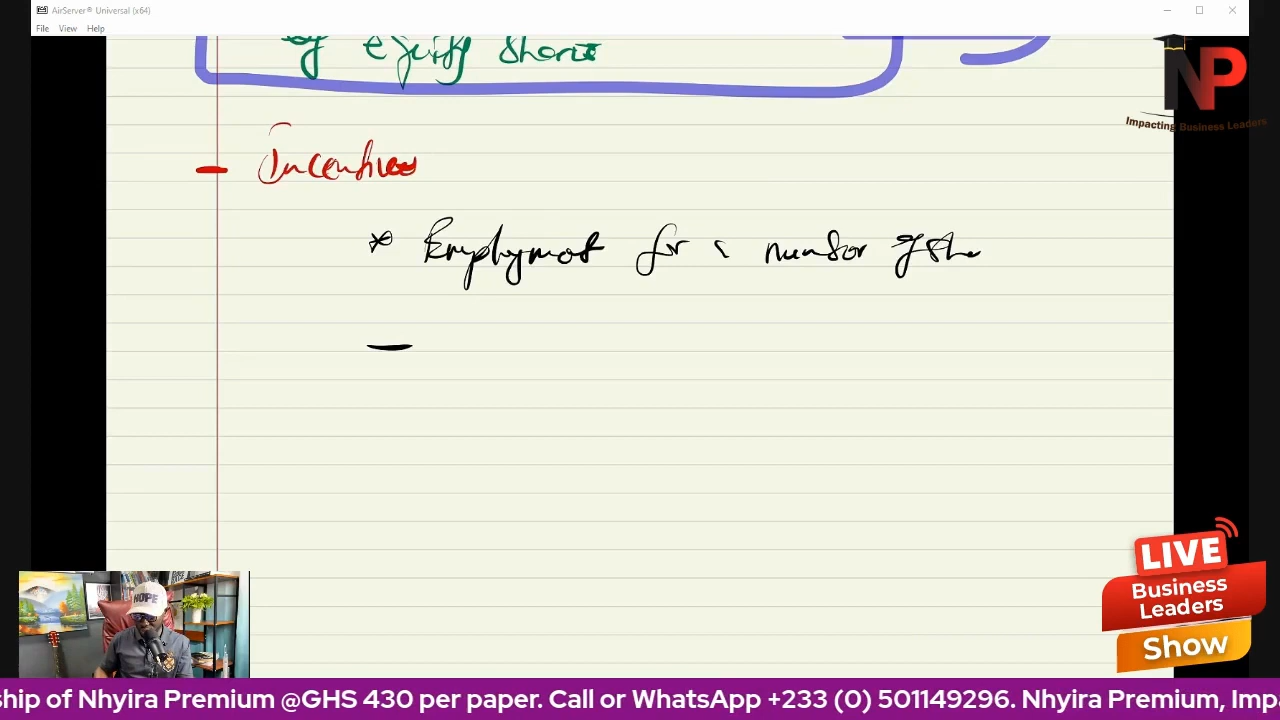 AirServer® Universal (x64)
File View Help
of equity shares
NP
Impacting Business Leaders
- Incentives
* Employment for a number of the
HOPE
LIVE
Business
Leaders
Show
ship of Nhyira Premium @GHS 430 per paper. Call or WhatsApp +233 (0) 501149296. Nhyira Premium, Imp